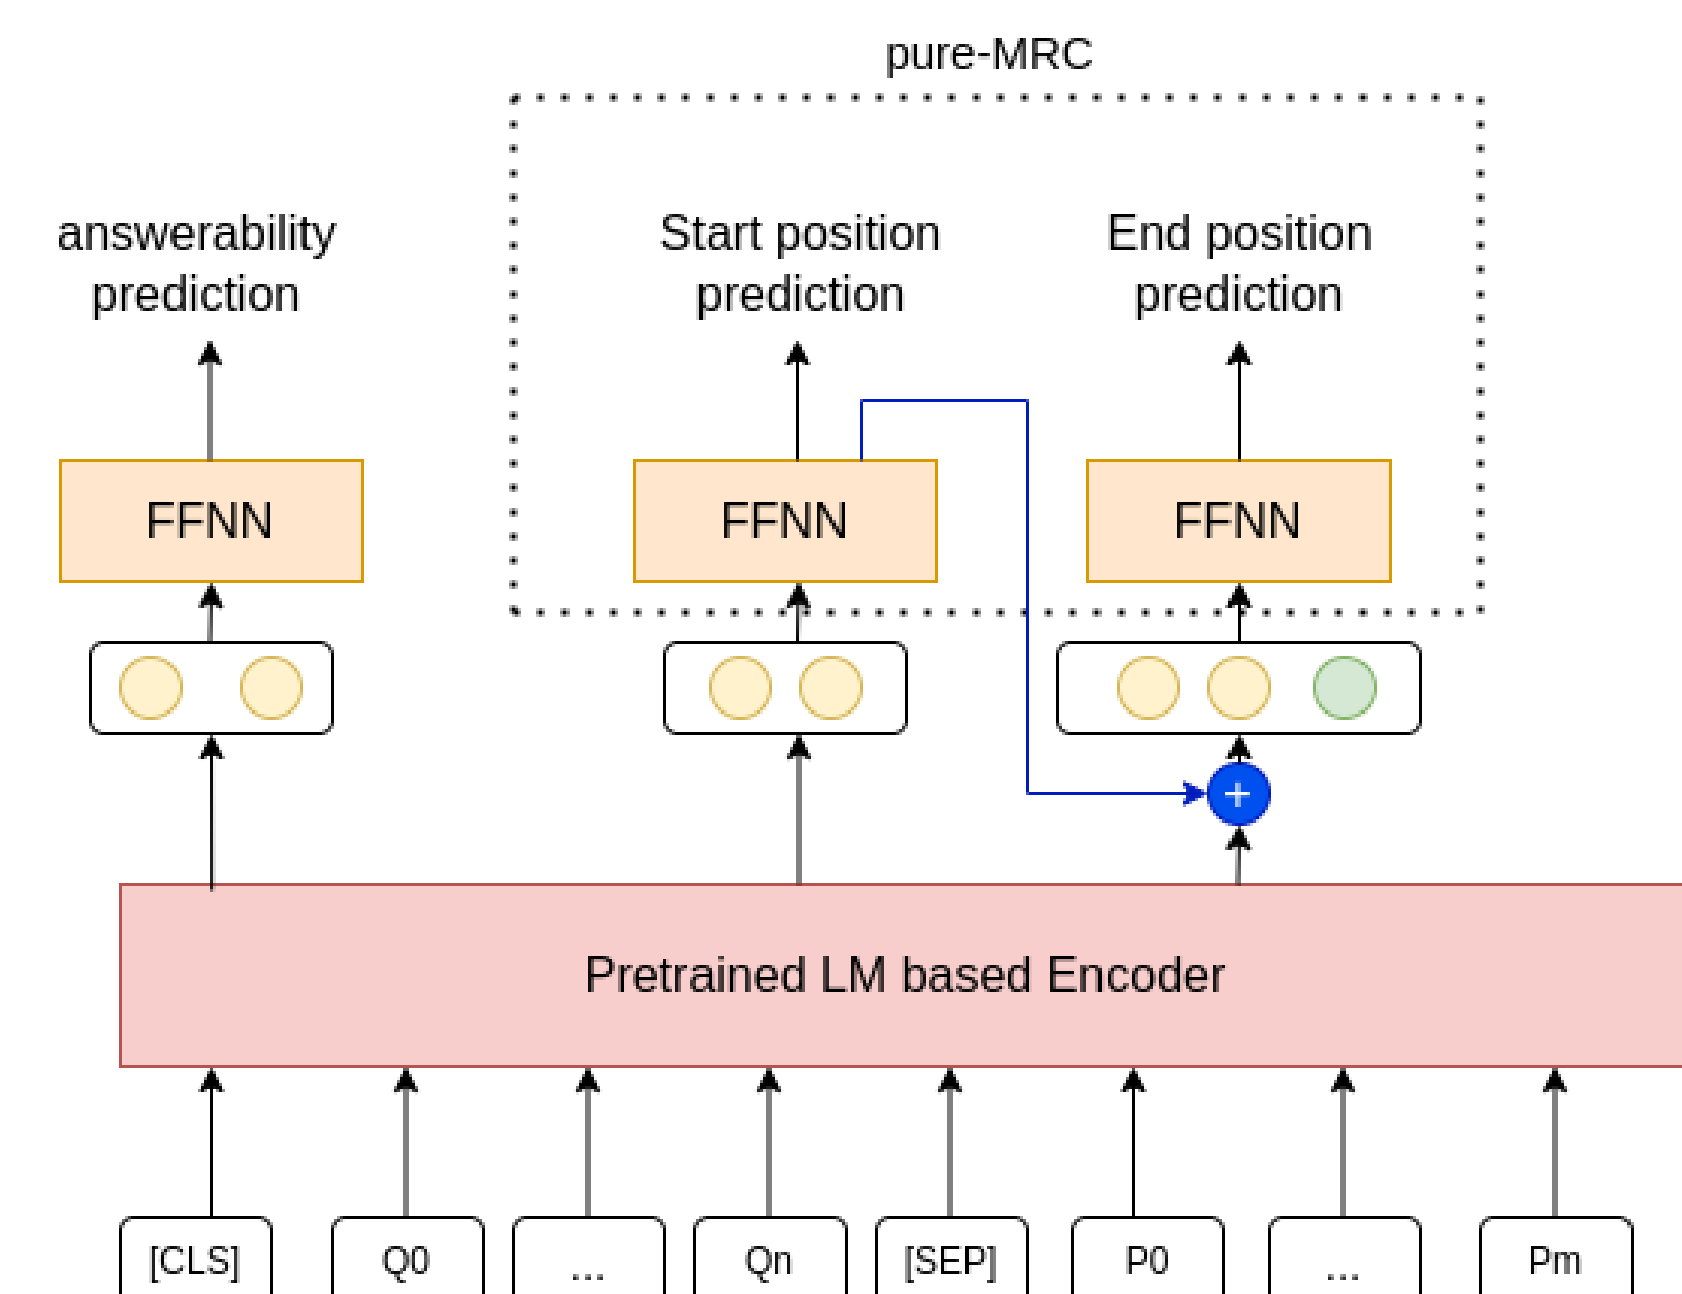 pure-MRC
answerability
prediction
Start position
prediction
End position
prediction
FFNN
FFNN
FFNN
+
Pretrained LM based Encoder
[CLS]
Q0
...
Qn
[SEP]
P0
...
Pm